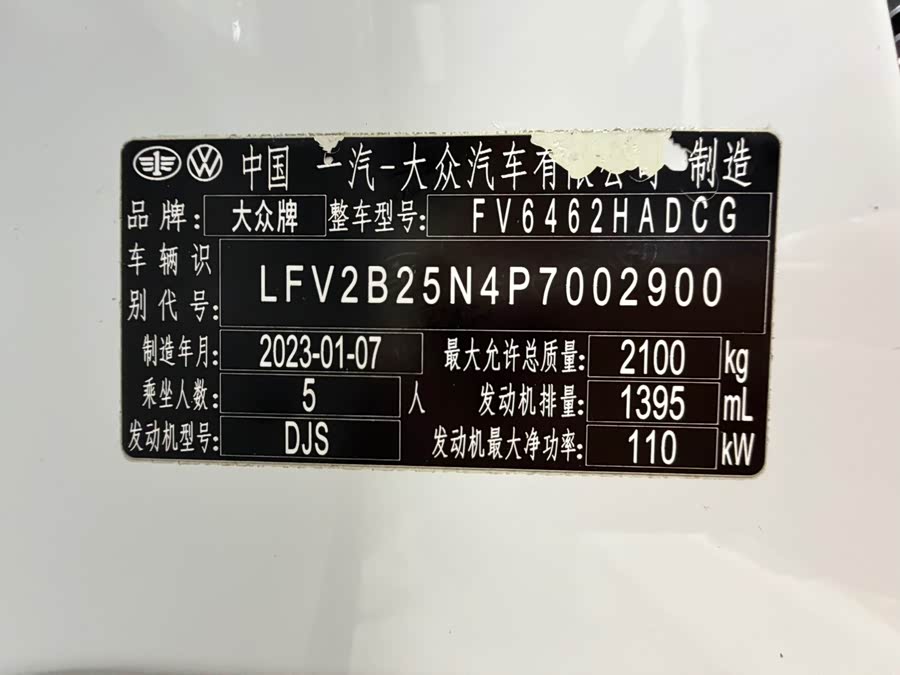 中国 一汽-大众汽车有限公司 制造
品牌: 大众牌 整车型号: FV6462HADCG
车辆识别代号: LFV2B25N4P7002900
制造年月: 2023-01-07 最大允许总质量: 2100 kg
乘坐人数: 5 人 发动机排量: 1395 mL
发动机型号: DJS 发动机最大净功率: 110 kW